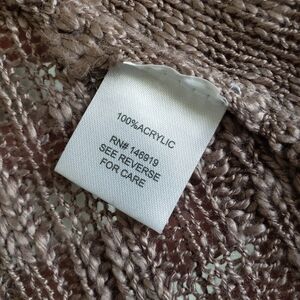 100%ACRYLIC
RN# 146919
SEE REVERSE
FOR CARE